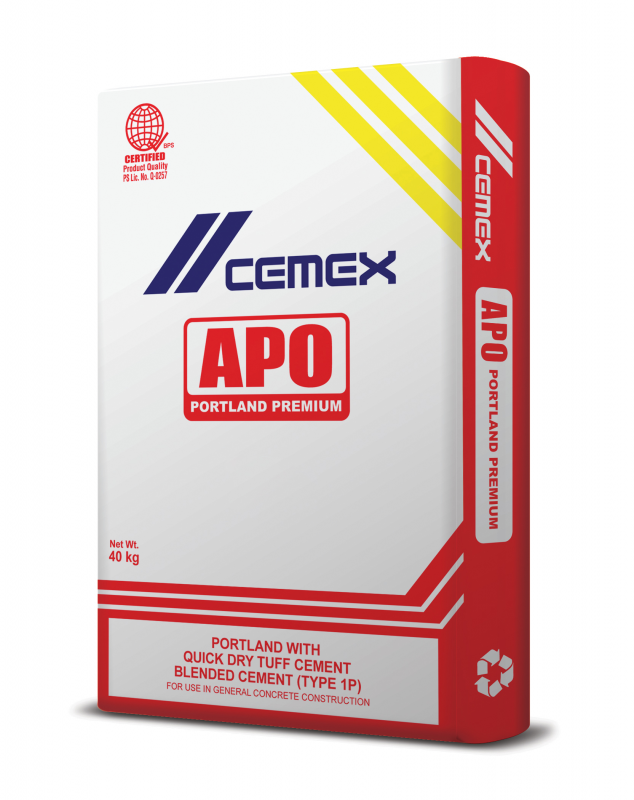 BPS
CERTIFIED
Product Quality
PS Lic. No. Q-0257
CEMEX
APO
PORTLAND PREMIUM
Net Wt.
40 kg
PORTLAND WITH
QUICK DRY TUFF CEMENT
BLENDED CEMENT (TYPE 1P)
FOR USE IN GENERAL CONCRETE CONSTRUCTION
CEMEX
APO
PORTLAND PREMIUM